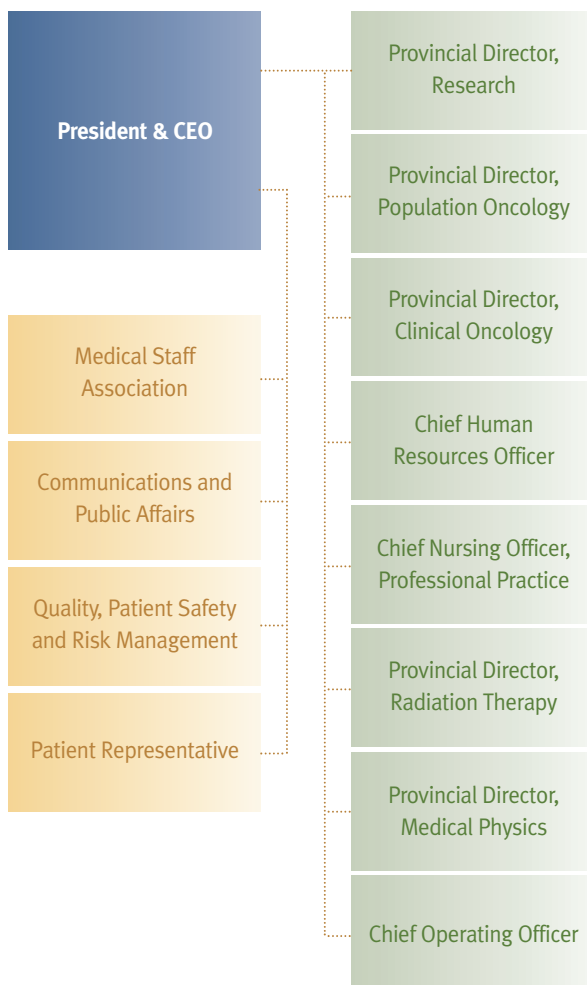 President & CEO
Medical Staff
Association
Communications and
Public Affairs
Quality, Patient Safety
and Risk Management
Patient Representative
Provincial Director,
Research
Provincial Director,
Population Oncology
Provincial Director,
Clinical Oncology
Chief Human
Resources Officer
Chief Nursing Officer,
Professional Practice
Provincial Director,
Radiation Therapy
Provincial Director,
Medical Physics
Chief Operating Officer